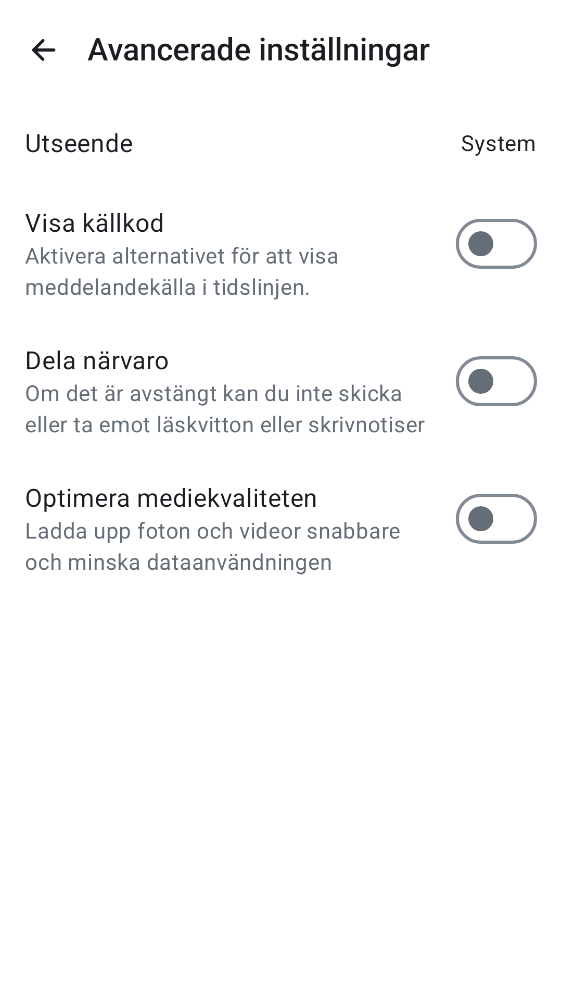 Avancerade inställningar
Utseende
System
Visa källkod
Aktivera alternativet för att visa
meddelandekälla i tidslinjen.
Dela närvaro
Om det är avstängt kan du inte skicka
eller ta emot läskvitton eller skrivnotiser
Optimera mediekvaliteten
Ladda upp foton och videor snabbare
och minska dataanvändningen